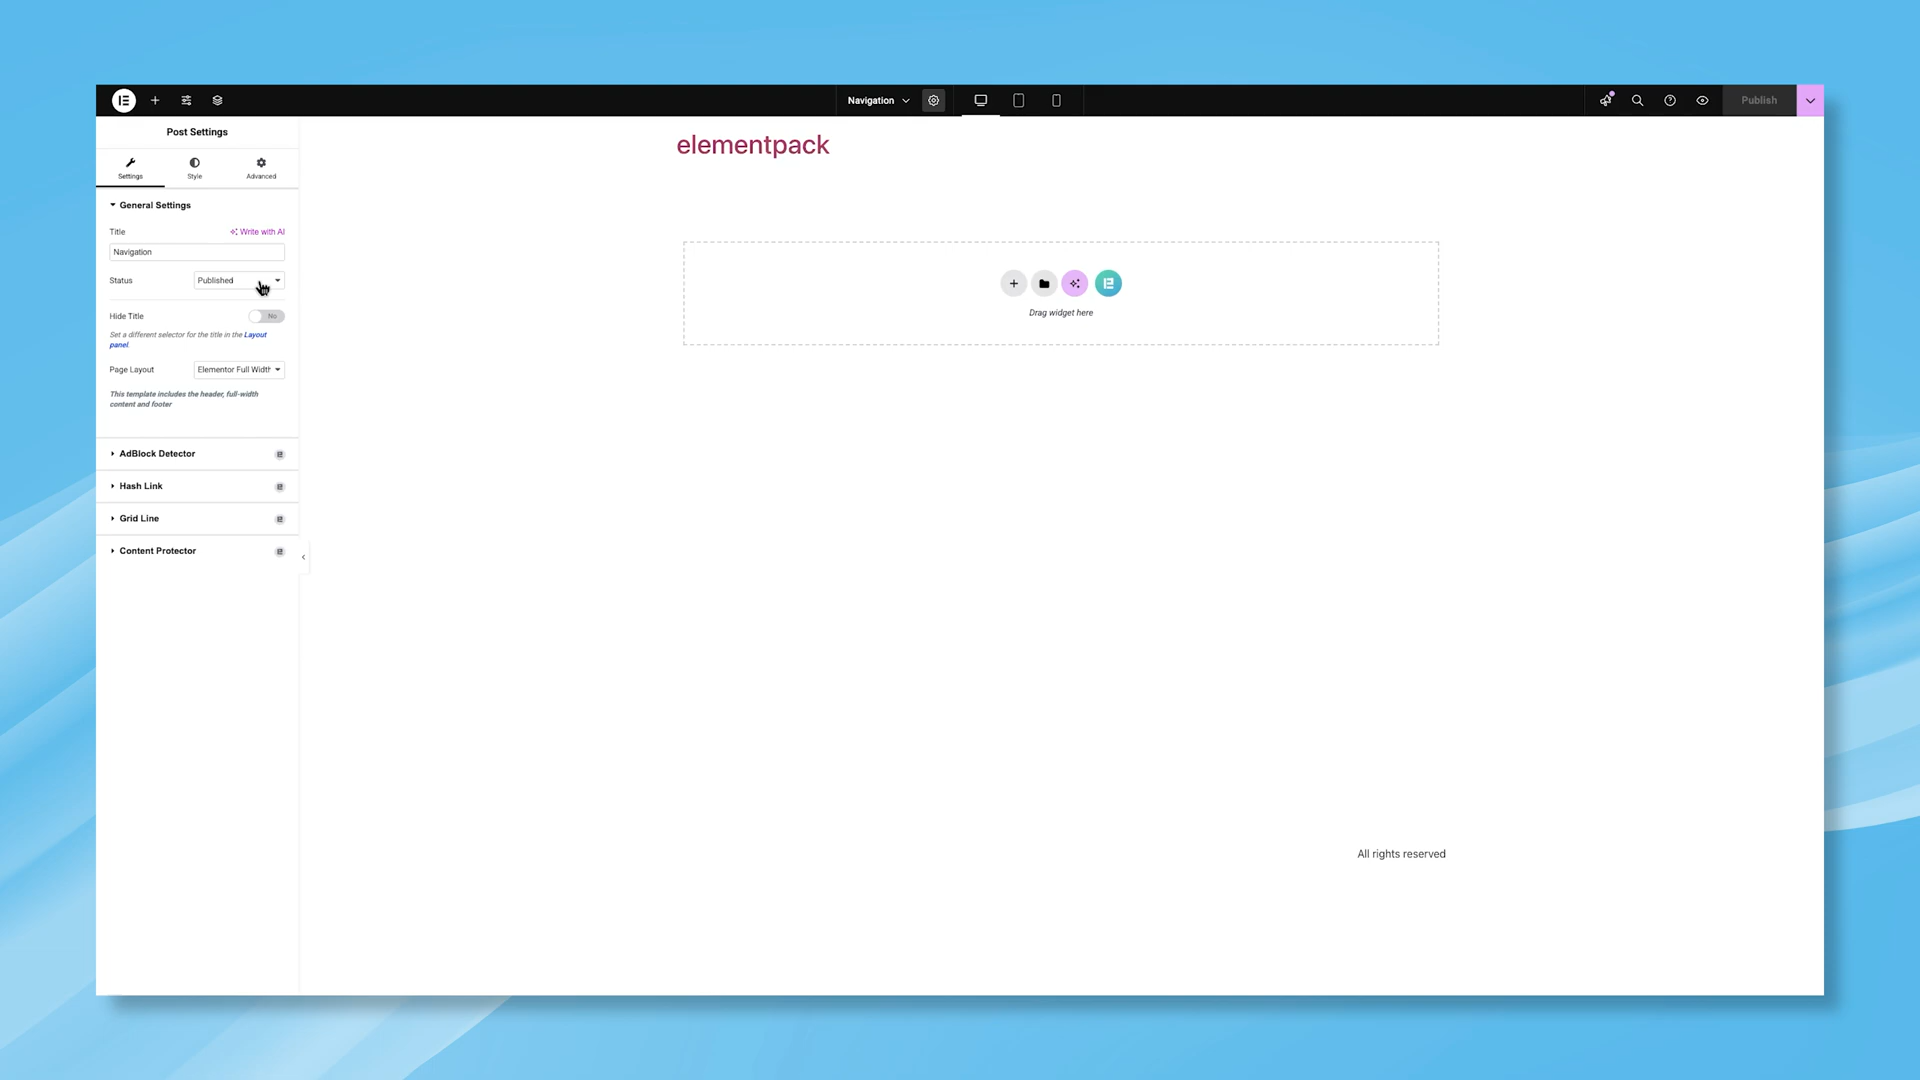 Navigation
Publish
Post Settings
Settings
Style
Advanced
General Settings
Title
Write with AI
Navigation
Status
Published
Hide Title
No
Set a different selector for the title in the Layout
panel.
Page Layout
Elementor Full Width
This template includes the header, full-width
content and footer
AdBlock Detector
Hash Link
Grid Line
Content Protector
elementpack
Drag widget here
All rights reserved